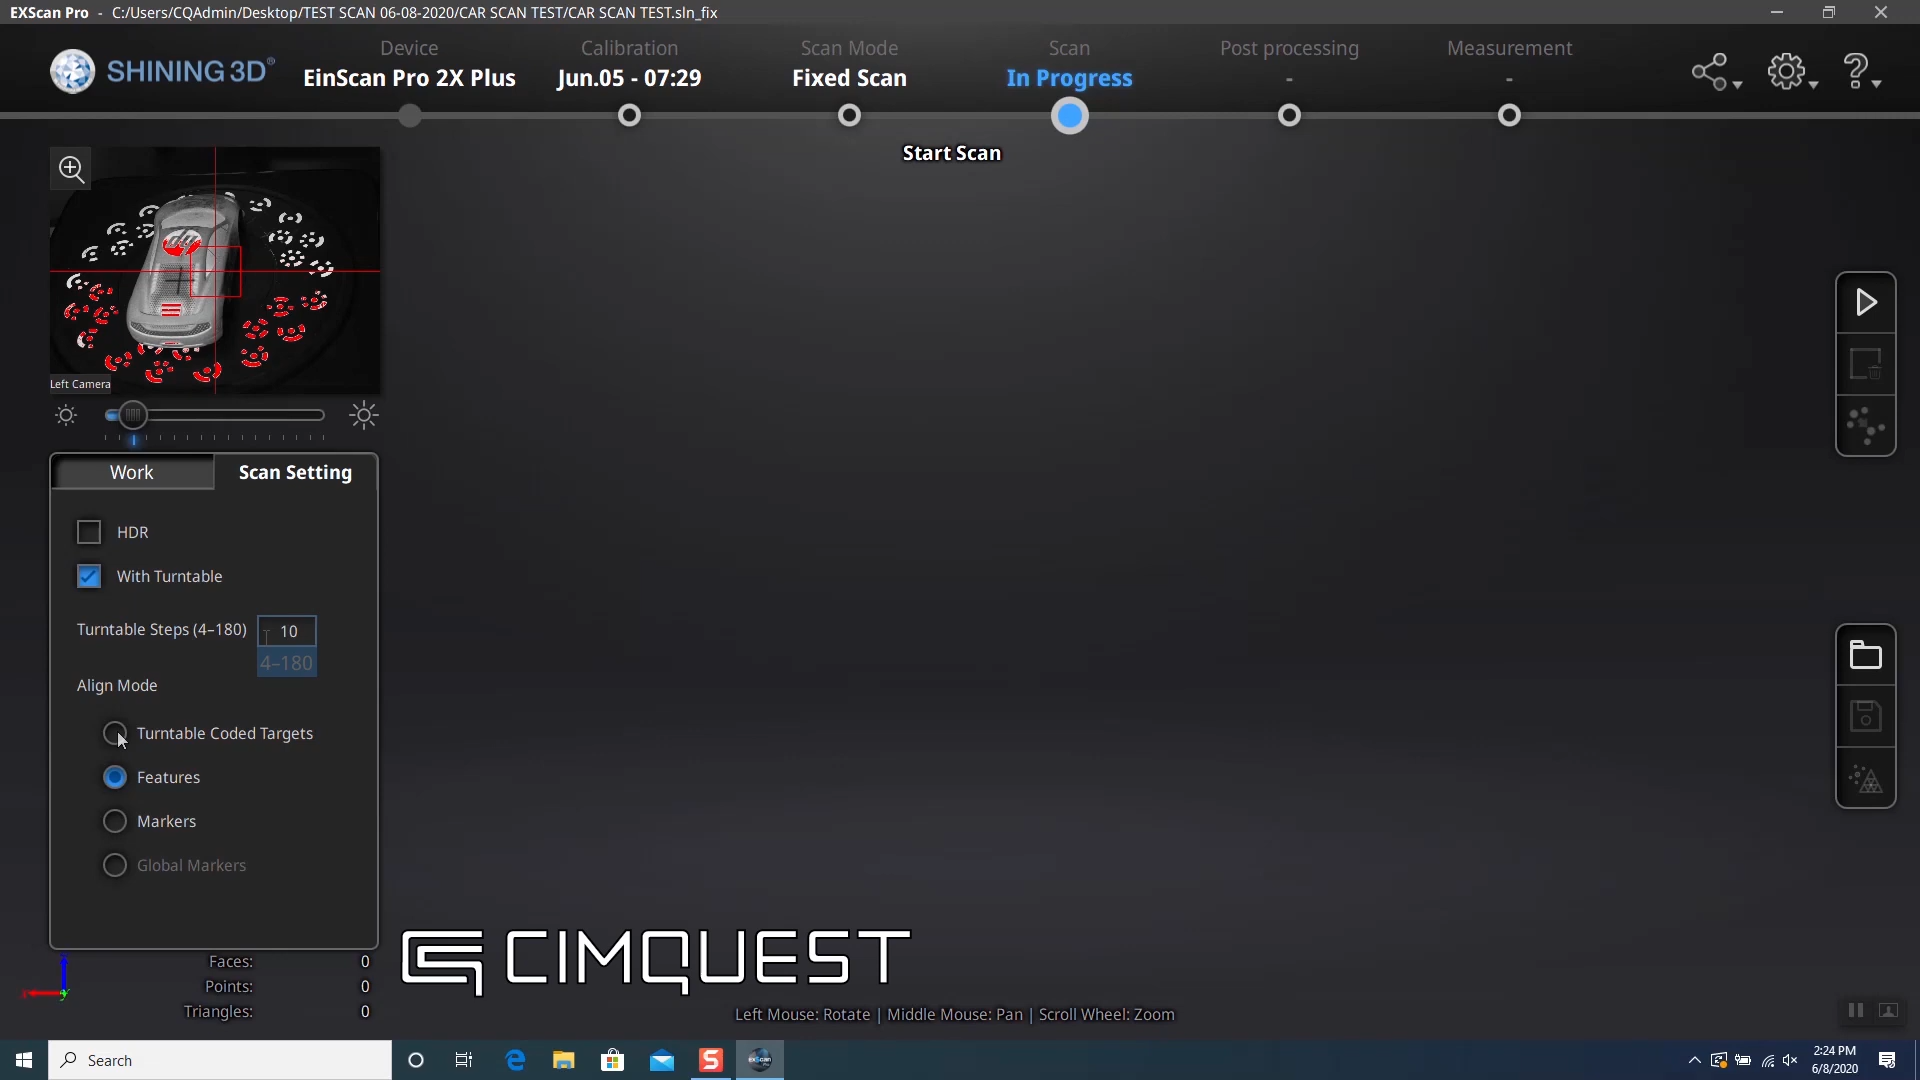 EXScan Pro - C:/Users/CQAdmin/Desktop/TEST SCAN 06-08-2020/CAR SCAN TEST/CAR SCAN TEST.sln_fix
SHINING 3D®
Device
EinScan Pro 2X Plus
Calibration
Jun.05 - 07:29
Scan Mode
Fixed Scan
Scan
In Progress
Post processing
-
Measurement
-
Start Scan
Left Camera
Work
Scan Setting
HDR
With Turntable
Turntable Steps (4–180) 10
4–180
Align Mode
Turntable Coded Targets
Features
Markers
Global Markers
Faces: 0
Points: 0
Triangles: 0
CIMQUEST
Left Mouse: Rotate | Middle Mouse: Pan | Scroll Wheel: Zoom
Search
2:24 PM
6/8/2020